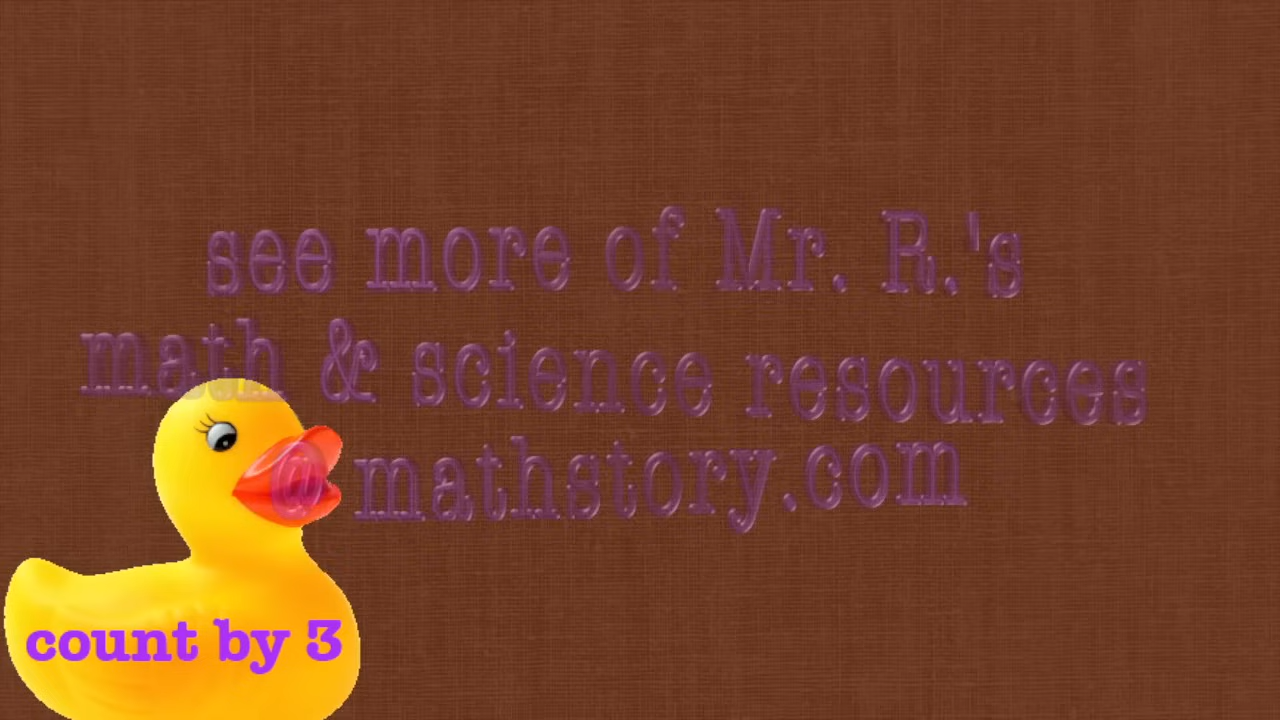 see more of Mr. R.'s
math & science resources
@ mathstory.com
count by 3